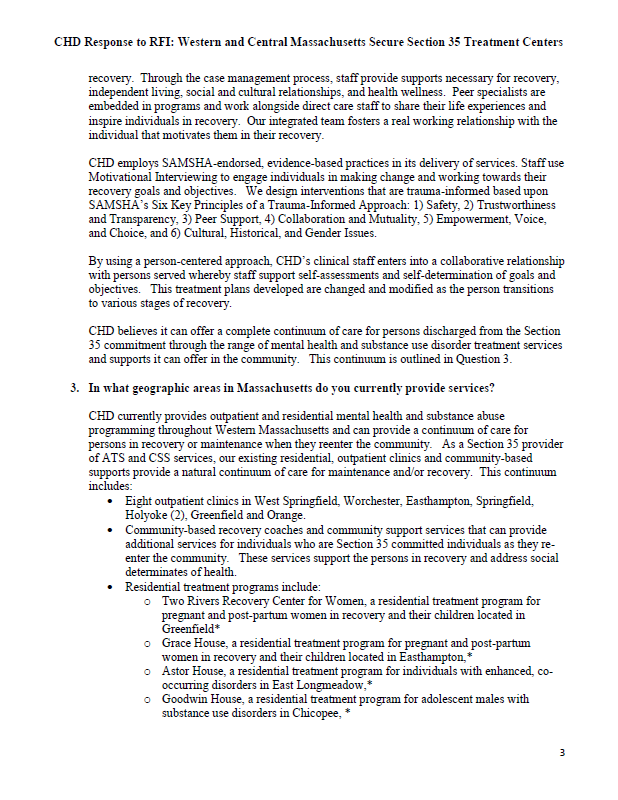 CHD Response to RFI: Western and Central Massachusetts Secure Section 35 Treatment Centers
recovery. Through the case management process, staff provide supports necessary for recovery,
independent living, social and cultural relationships, and health wellness. Peer specialists are
embedded in programs and work alongside direct care staff to share their life experiences and
inspire individuals in recovery. Our integrated team fosters a real working relationship with the
individual that motivates them in their recovery.
CHD employs SAMSHA-endorsed, evidence-based practices in its delivery of services. Staff use
Motivational Interviewing to engage individuals in making change and working towards their
recovery goals and objectives. We design interventions that are trauma-informed based upon
SAMSHA's Six Key Principles of a Trauma-Informed Approach: 1) Safety, 2) Trustworthiness
and Transparency, 3) Peer Support, 4) Collaboration and Mutuality, 5) Empowerment, Voice,
and Choice, and 6) Cultural, Historical, and Gender Issues.
By using a person-centered approach, CHD's clinical staff enters into a collaborative relationship
with persons served whereby staff support self-assessments and self-determination of goals and
objectives. This treatment plans developed are changed and modified as the person transitions
to various stages of recovery.
CHD believes it can offer a complete continuum of care for persons discharged from the Section
35 commitment through the range of mental health and substance use disorder treatment services
and supports it can offer in the community. This continuum is outlined in Question 3.
3. In what geographic areas in Massachusetts do you currently provide services?
CHD currently provides outpatient and residential mental health and substance abuse
programming throughout Western Massachusetts and can provide a continuum of care for
persons in recovery or maintenance when they reenter the community. As a Section 35 provider
of ATS and CSS services, our existing residential, outpatient clinics and community-based
supports provide a natural continuum of care for maintenance and/or recovery. This continuum
includes:
• Eight outpatient clinics in West Springfield, Worchester, Easthampton, Springfield,
Holyoke (2), Greenfield and Orange.
• Community-based recovery coaches and community support services that can provide
additional services for individuals who are Section 35 committed individuals as they re-
enter the community. These services support the persons in recovery and address social
determinates of health.
• Residential treatment programs include:
o Two Rivers Recovery Center for Women, a residential treatment program for
pregnant and post-partum women in recovery and their children located in
Greenfield*
o Grace House, a residential treatment program for pregnant and post-partum
women in recovery and their children located in Easthampton,*
o Astor House, a residential treatment program for individuals with enhanced, co-
occurring disorders in East Longmeadow,*
o Goodwin House, a residential treatment program for adolescent males with
substance use disorders in Chicopee, *
3